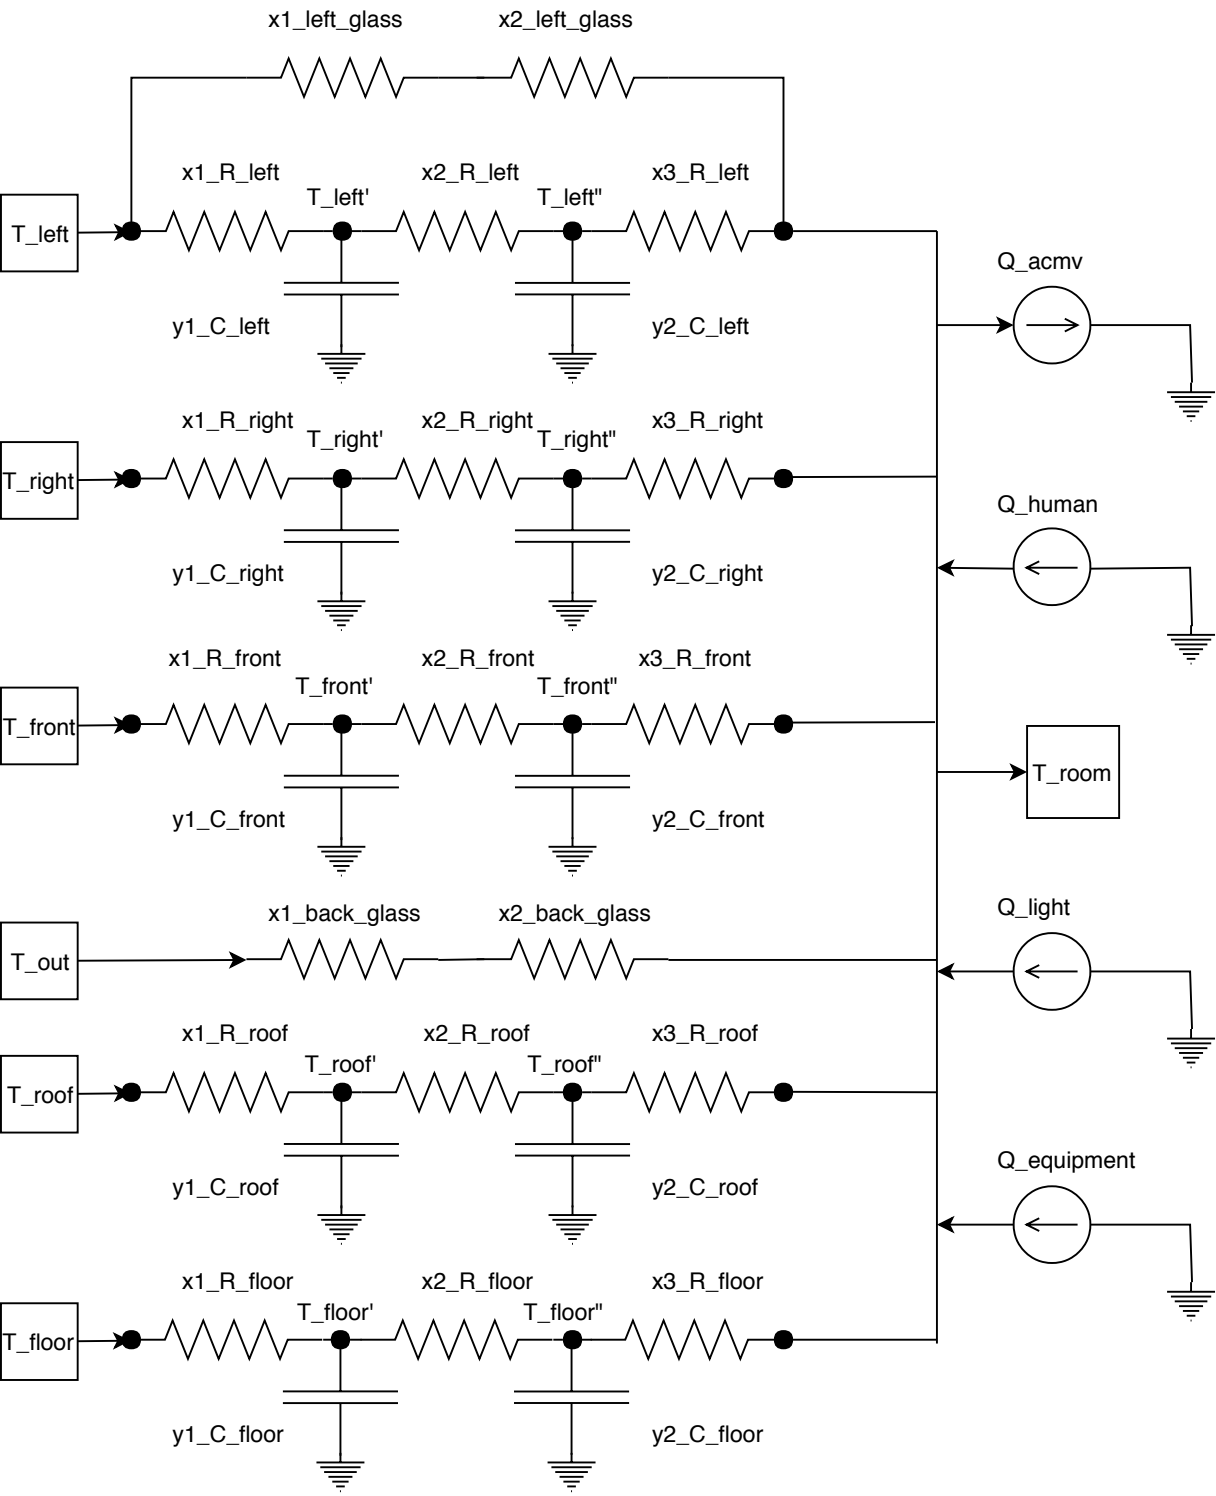 x1_left_glass x2_left_glass
x1_R_left x2_R_left x3_R_left
T_left' T_left"
T_left
Q_acmv
y1_C_left y2_C_left
x1_R_right x2_R_right x3_R_right
T_right' T_right"
T_right
Q_human
y1_C_right y2_C_right
x1_R_front x2_R_front x3_R_front
T_front' T_front"
T_front
T_room
y1_C_front y2_C_front
x1_back_glass x2_back_glass
Q_light
T_out
x1_R_roof x2_R_roof x3_R_roof
T_roof' T_roof"
T_roof
Q_equipment
y1_C_roof y2_C_roof
x1_R_floor x2_R_floor x3_R_floor
T_floor' T_floor"
T_floor
y1_C_floor y2_C_floor